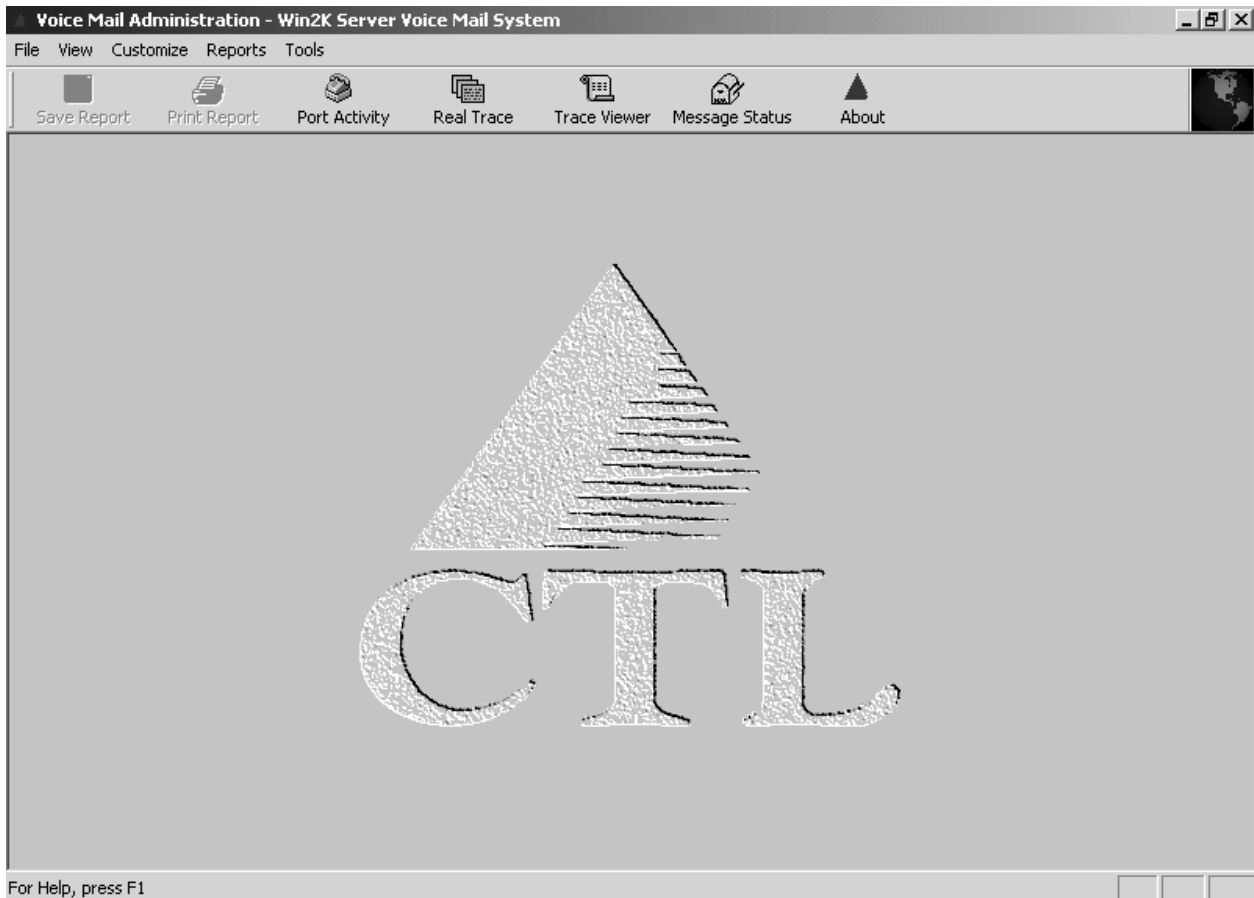 Voice Mail Administration - Win2K Server Voice Mail System
File View Customize Reports Tools
Save Report Print Report Port Activity Real Trace Trace Viewer Message Status About
CTL
For Help, press F1